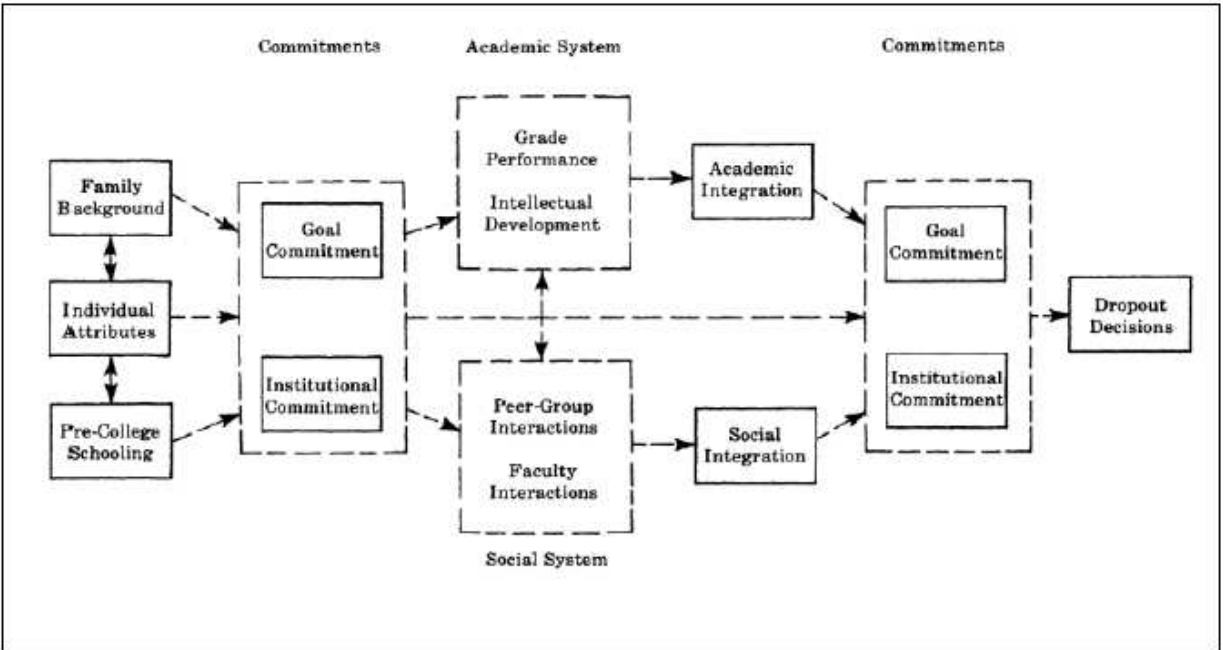 Commitments
Academic System
Commitments
Family
Background
Individual
Attributes
Pre-College
Schooling
Goal
Commitment
Institutional
Commitment
Grade
Performance
Intellectual
Development
Peer-Group
Interactions
Faculty
Interactions
Social System
Academic
Integration
Social
Integration
Goal
Commitment
Institutional
Commitment
Dropout
Decisions